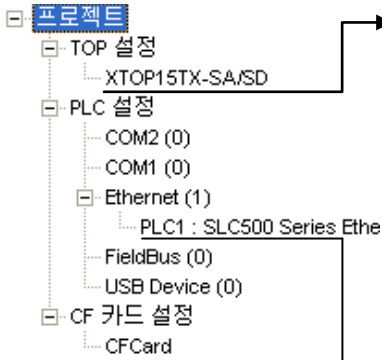 프로젝트
TOP 설정
XTOP15TX-SA/SD
PLC 설정
COM2 (0)
COM1 (0)
Ethernet (1)
PLC1 : SLC500 Series Ethe
FieldBus (0)
USB Device (0)
CF 카드 설정
CFCard